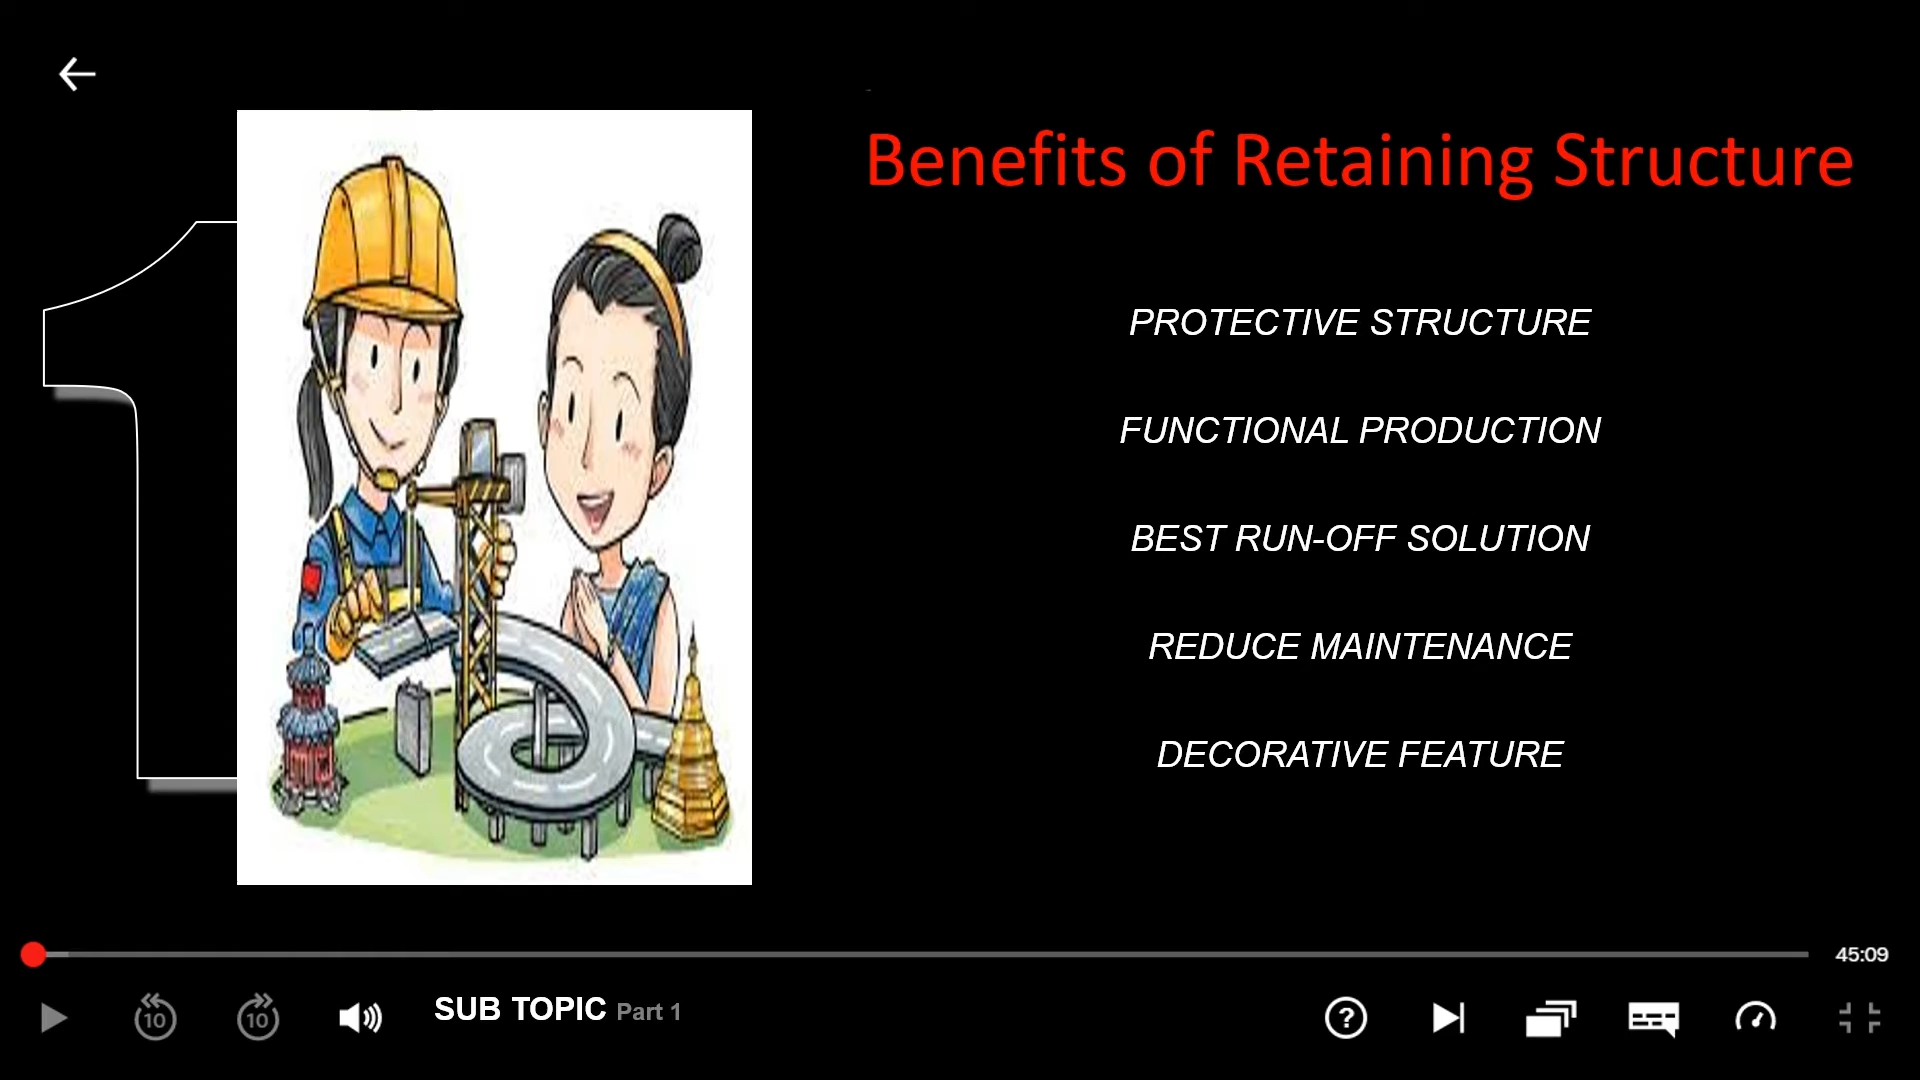 Benefits of Retaining Structure
1
PROTECTIVE STRUCTURE
FUNCTIONAL PRODUCTION
BEST RUN-OFF SOLUTION
REDUCE MAINTENANCE
DECORATIVE FEATURE
45:09
10
10
SUB TOPIC Part 1
?